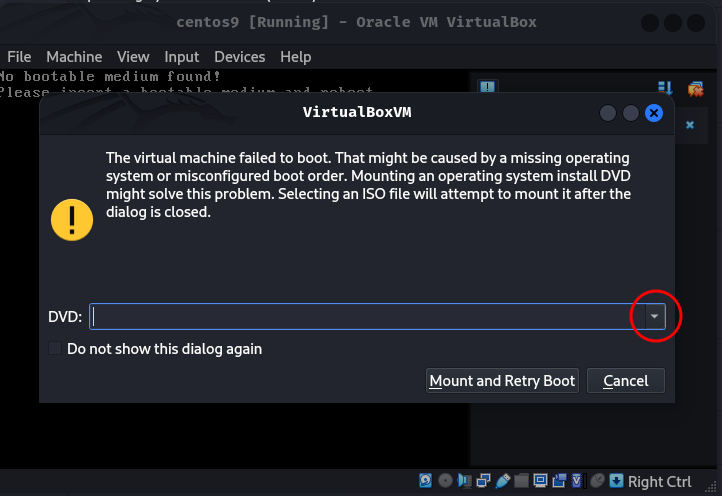 centos9 [Running] - Oracle VM VirtualBox
File Machine View Input Devices Help
No bootable medium found!
Please insert a bootable medium and reboot
VirtualBoxVM
The virtual machine failed to boot. That might be caused by a missing operating
system or misconfigured boot order. Mounting an operating system install DVD
might solve this problem. Selecting an ISO file will attempt to mount it after the
dialog is closed.
DVD:
Do not show this dialog again
Mount and Retry Boot Cancel
Right Ctrl